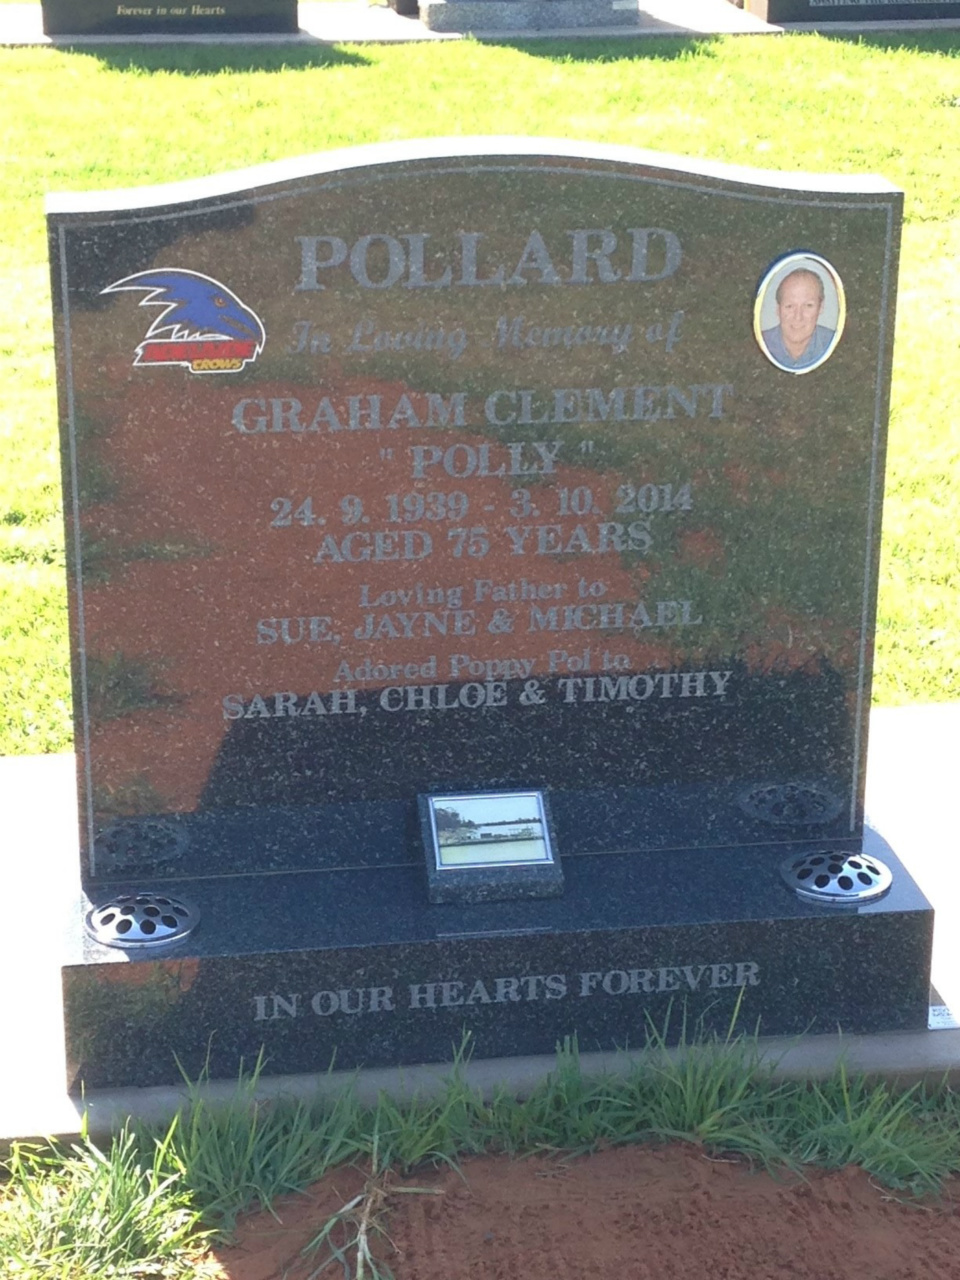 Forever in our Hearts
POLLARD
In Loving Memory of
ADELAIDE
CROWS
GRAHAM CLEMENT
" POLLY "
24. 9. 1939 - 3. 10. 2014
AGED 75 YEARS
Loving Father to
SUE, JAYNE & MICHAEL
Adored Poppy Pol to
SARAH, CHLOE & TIMOTHY
IN OUR HEARTS FOREVER